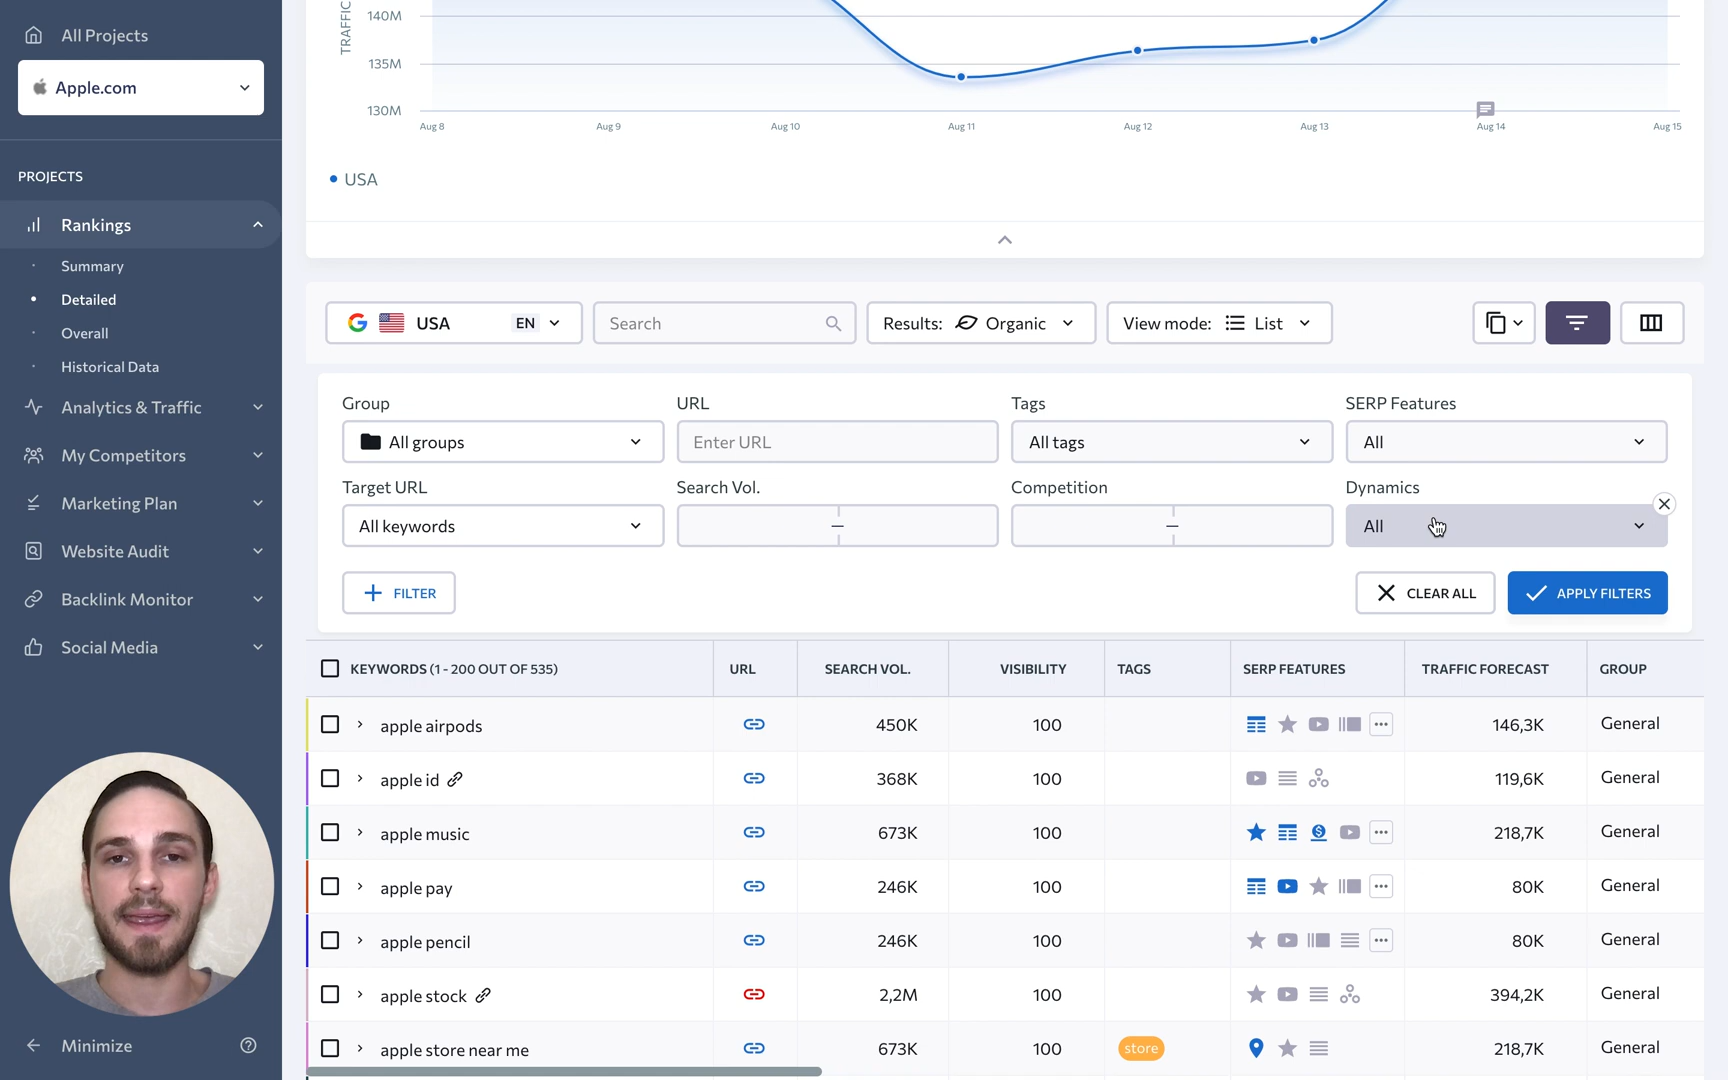 All Projects
Apple.com
PROJECTS
Rankings
Summary
Detailed
Overall
Historical Data
Analytics & Traffic
My Competitors
Marketing Plan
Website Audit
Backlink Monitor
Social Media
Minimize
TRAFFIC
140M
135M
130M
Aug 8 Aug 9 Aug 10 Aug 11 Aug 12 Aug 13 Aug 14 Aug 15
USA
USA EN Search Results: Organic View mode: List
Group URL Tags SERP Features
All groups Enter URL All tags All
Target URL Search Vol. Competition Dynamics
All keywords — — All
FILTER CLEAR ALL APPLY FILTERS
KEYWORDS (1 - 200 OUT OF 535) URL SEARCH VOL. VISIBILITY TAGS SERP FEATURES TRAFFIC FORECAST GROUP
apple airpods 450K 100 146,3K General
apple id 368K 100 119,6K General
apple music 673K 100 218,7K General
apple pay 246K 100 80K General
apple pencil 246K 100 80K General
apple stock 2,2M 100 394,2K General
apple store near me 673K 100 store 218,7K General